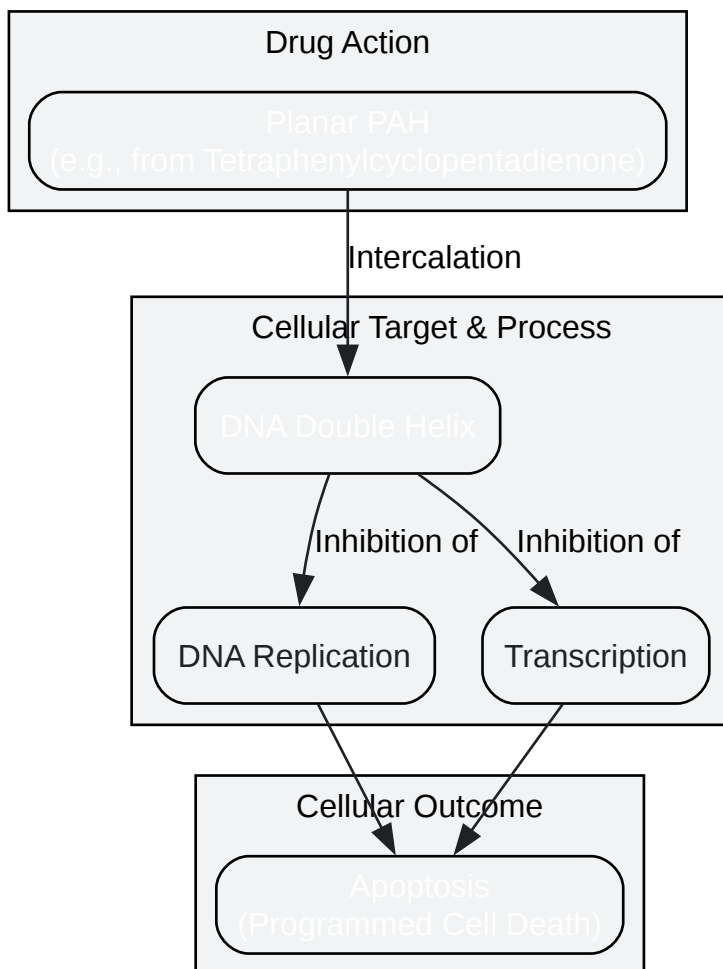 Drug Action
Planar PAH
(e.g., from Tetraphenylcyclopentadienone)
Intercalation
Cellular Target & Process
DNA Double Helix
Inhibition of
Inhibition of
DNA Replication
Transcription
Cellular Outcome
Apoptosis
(Programmed Cell Death)